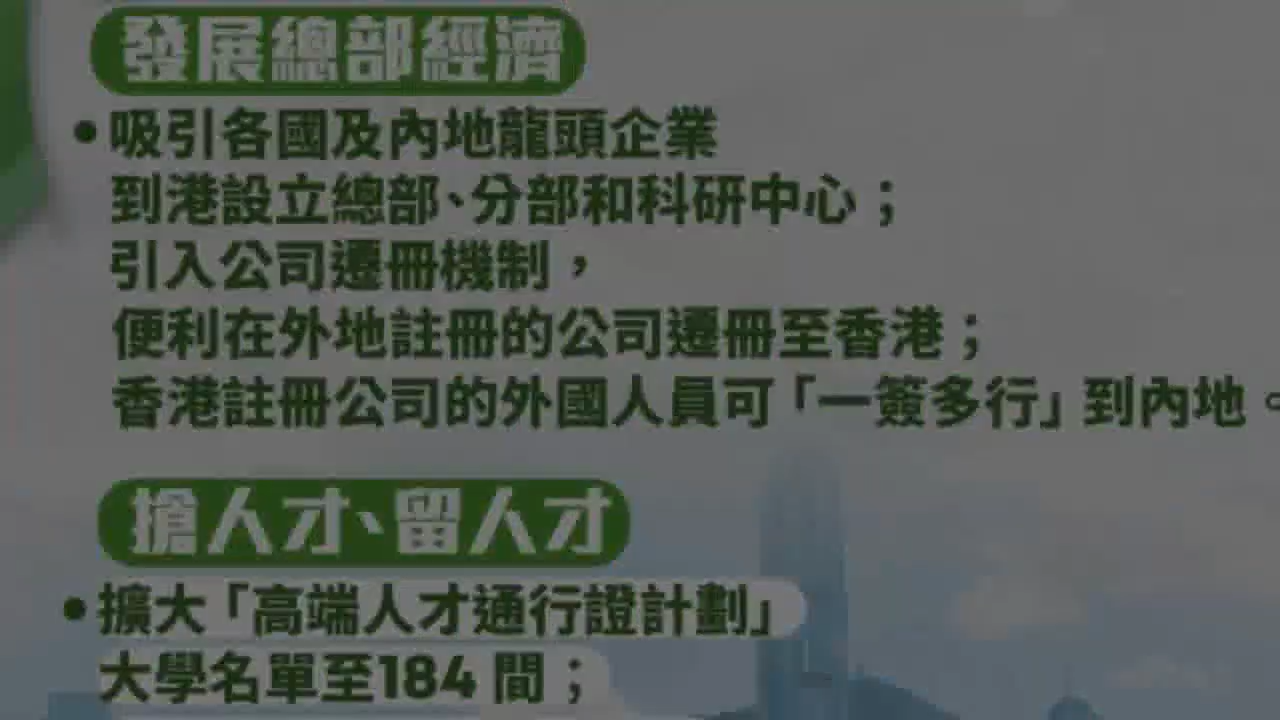 發展總部經濟
•吸引各國及內地龍頭企業
到港設立總部、分部和科研中心；
引入公司遷冊機制，
便利在外地註冊的公司遷冊至香港；
香港註冊公司的外國人員可「一簽多行」到內地。
搶人才、留人才
•擴大「高端人才通行證計劃」
大學名單至184間；